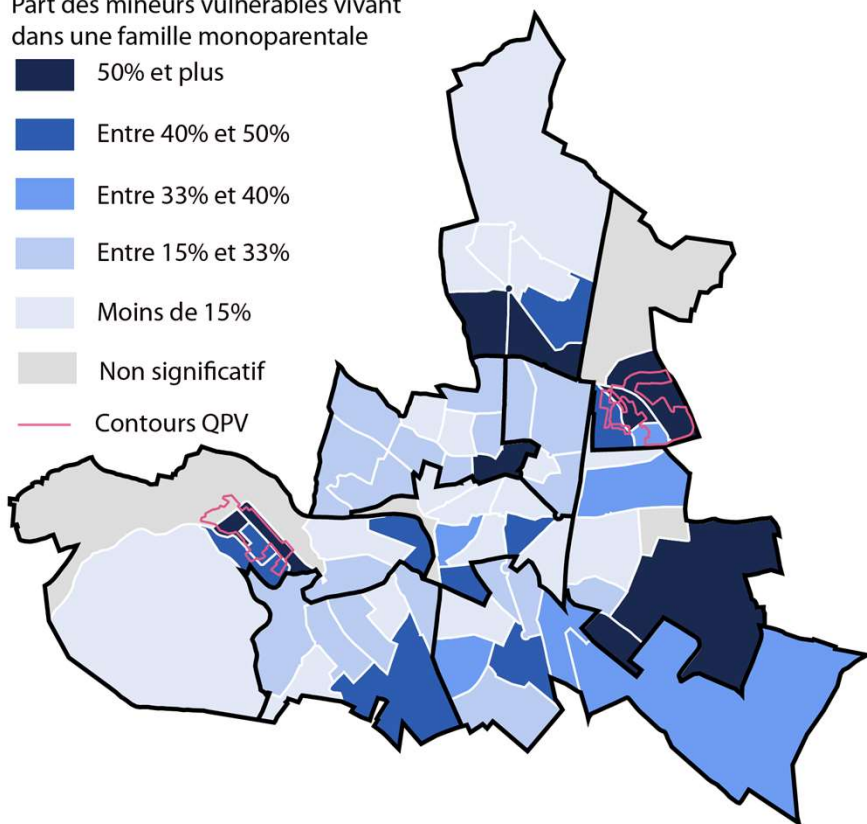 Part des mineurs vulnérables vivant
dans une famille monoparentale
50% et plus
Entre 40% et 50%
Entre 33% et 40%
Entre 15% et 33%
Moins de 15%
Non significatif
Contours QPV